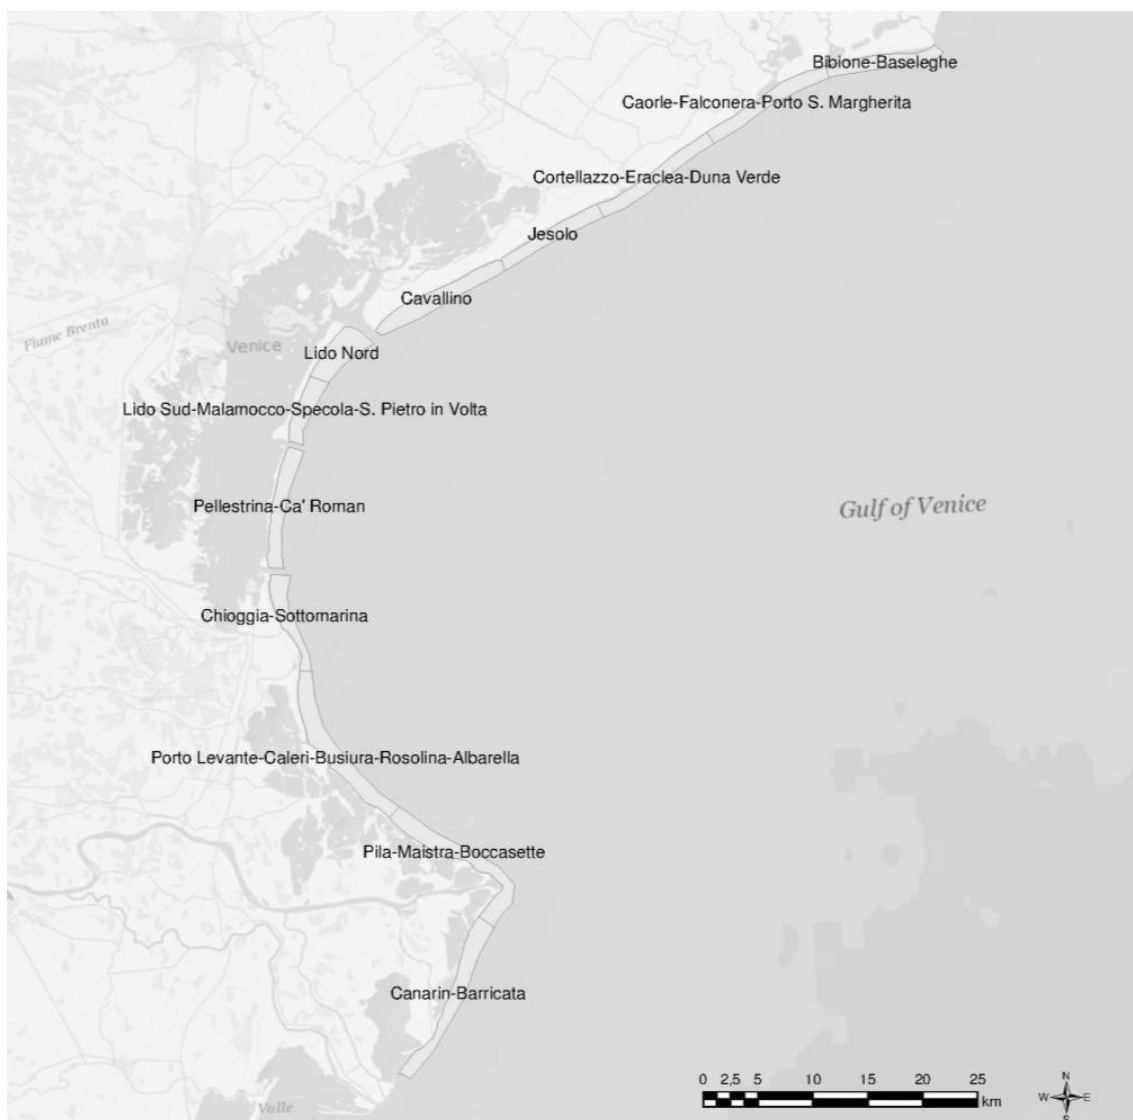 Bibione-Baseleghe
Caorle-Falconera-Porto S. Margherita
Cortellazzo-Eraclea-Duna Verde
Jesolo
Cavallino
Fiume Brenta
Venice
Lido Nord
Lido Sud-Malamocco-Specola-S. Pietro in Volta
Pellestrina-Ca' Roman
Gulf of Venice
Chioggia-Sottomarina
Porto Levante-Caleri-Busiura-Rosolina-Albarella
Pila-Maistra-Boccasette
Canarin-Barricata
0 2,5 5 10 15 20 25
km
N
W E
S
Valle